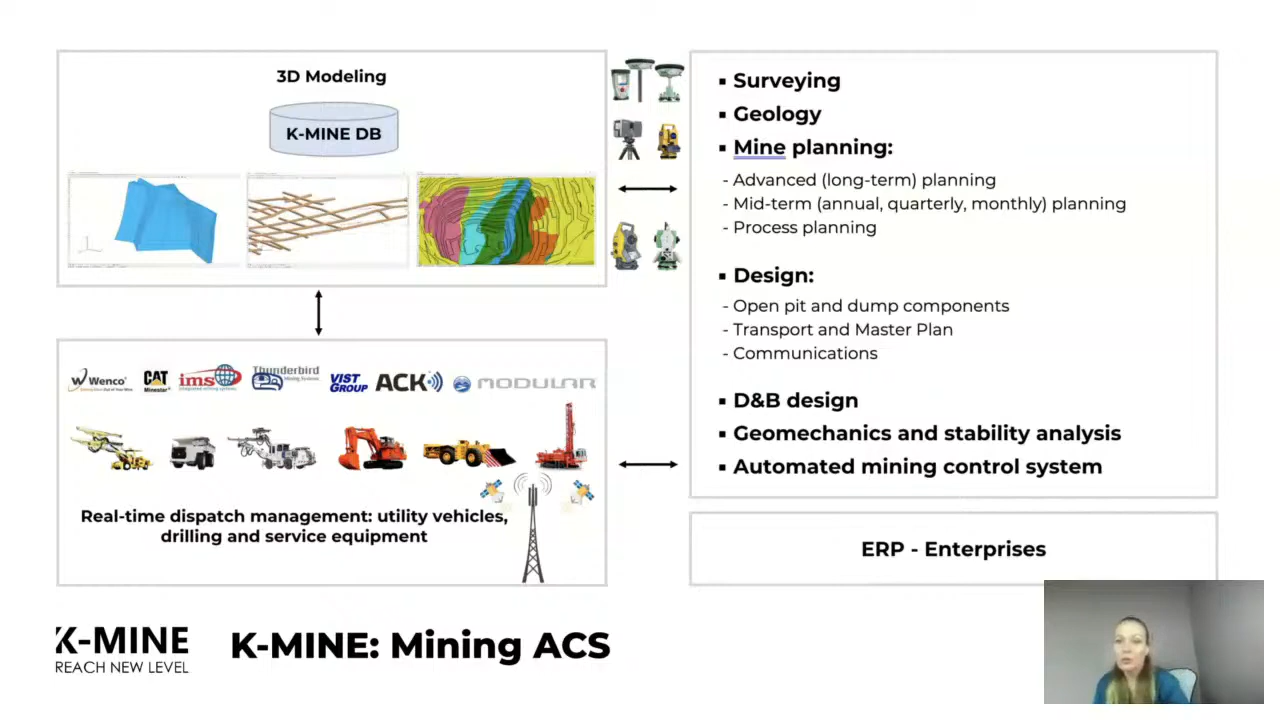 3D Modeling
K-MINE DB
▪ Surveying
▪ Geology
▪ Mine planning:
- Advanced (long-term) planning
- Mid-term (annual, quarterly, monthly) planning
- Process planning
▪ Design:
- Open pit and dump components
- Transport and Master Plan
- Communications
▪ D&B design
▪ Geomechanics and stability analysis
▪ Automated mining control system
Wenco
CAT
Minestar
ims
Thunderbird
Mining Systems
VIST
GROUP
ACK
MODULAR
Real-time dispatch management: utility vehicles,
drilling and service equipment
ERP - Enterprises
K-MINE
REACH NEW LEVEL
K-MINE: Mining ACS